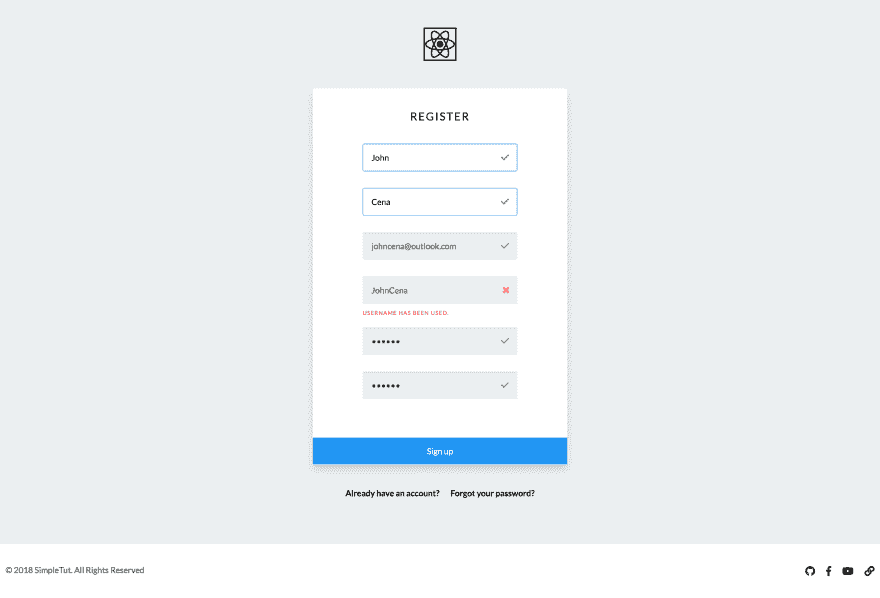 REGISTER
John
Cena
johncena@outlook.com
JohnCena
USERNAME HAS BEEN USED.
••••••
••••••
Sign up
Already have an account? Forgot your password?
© 2018 SimpleTut. All Rights Reserved